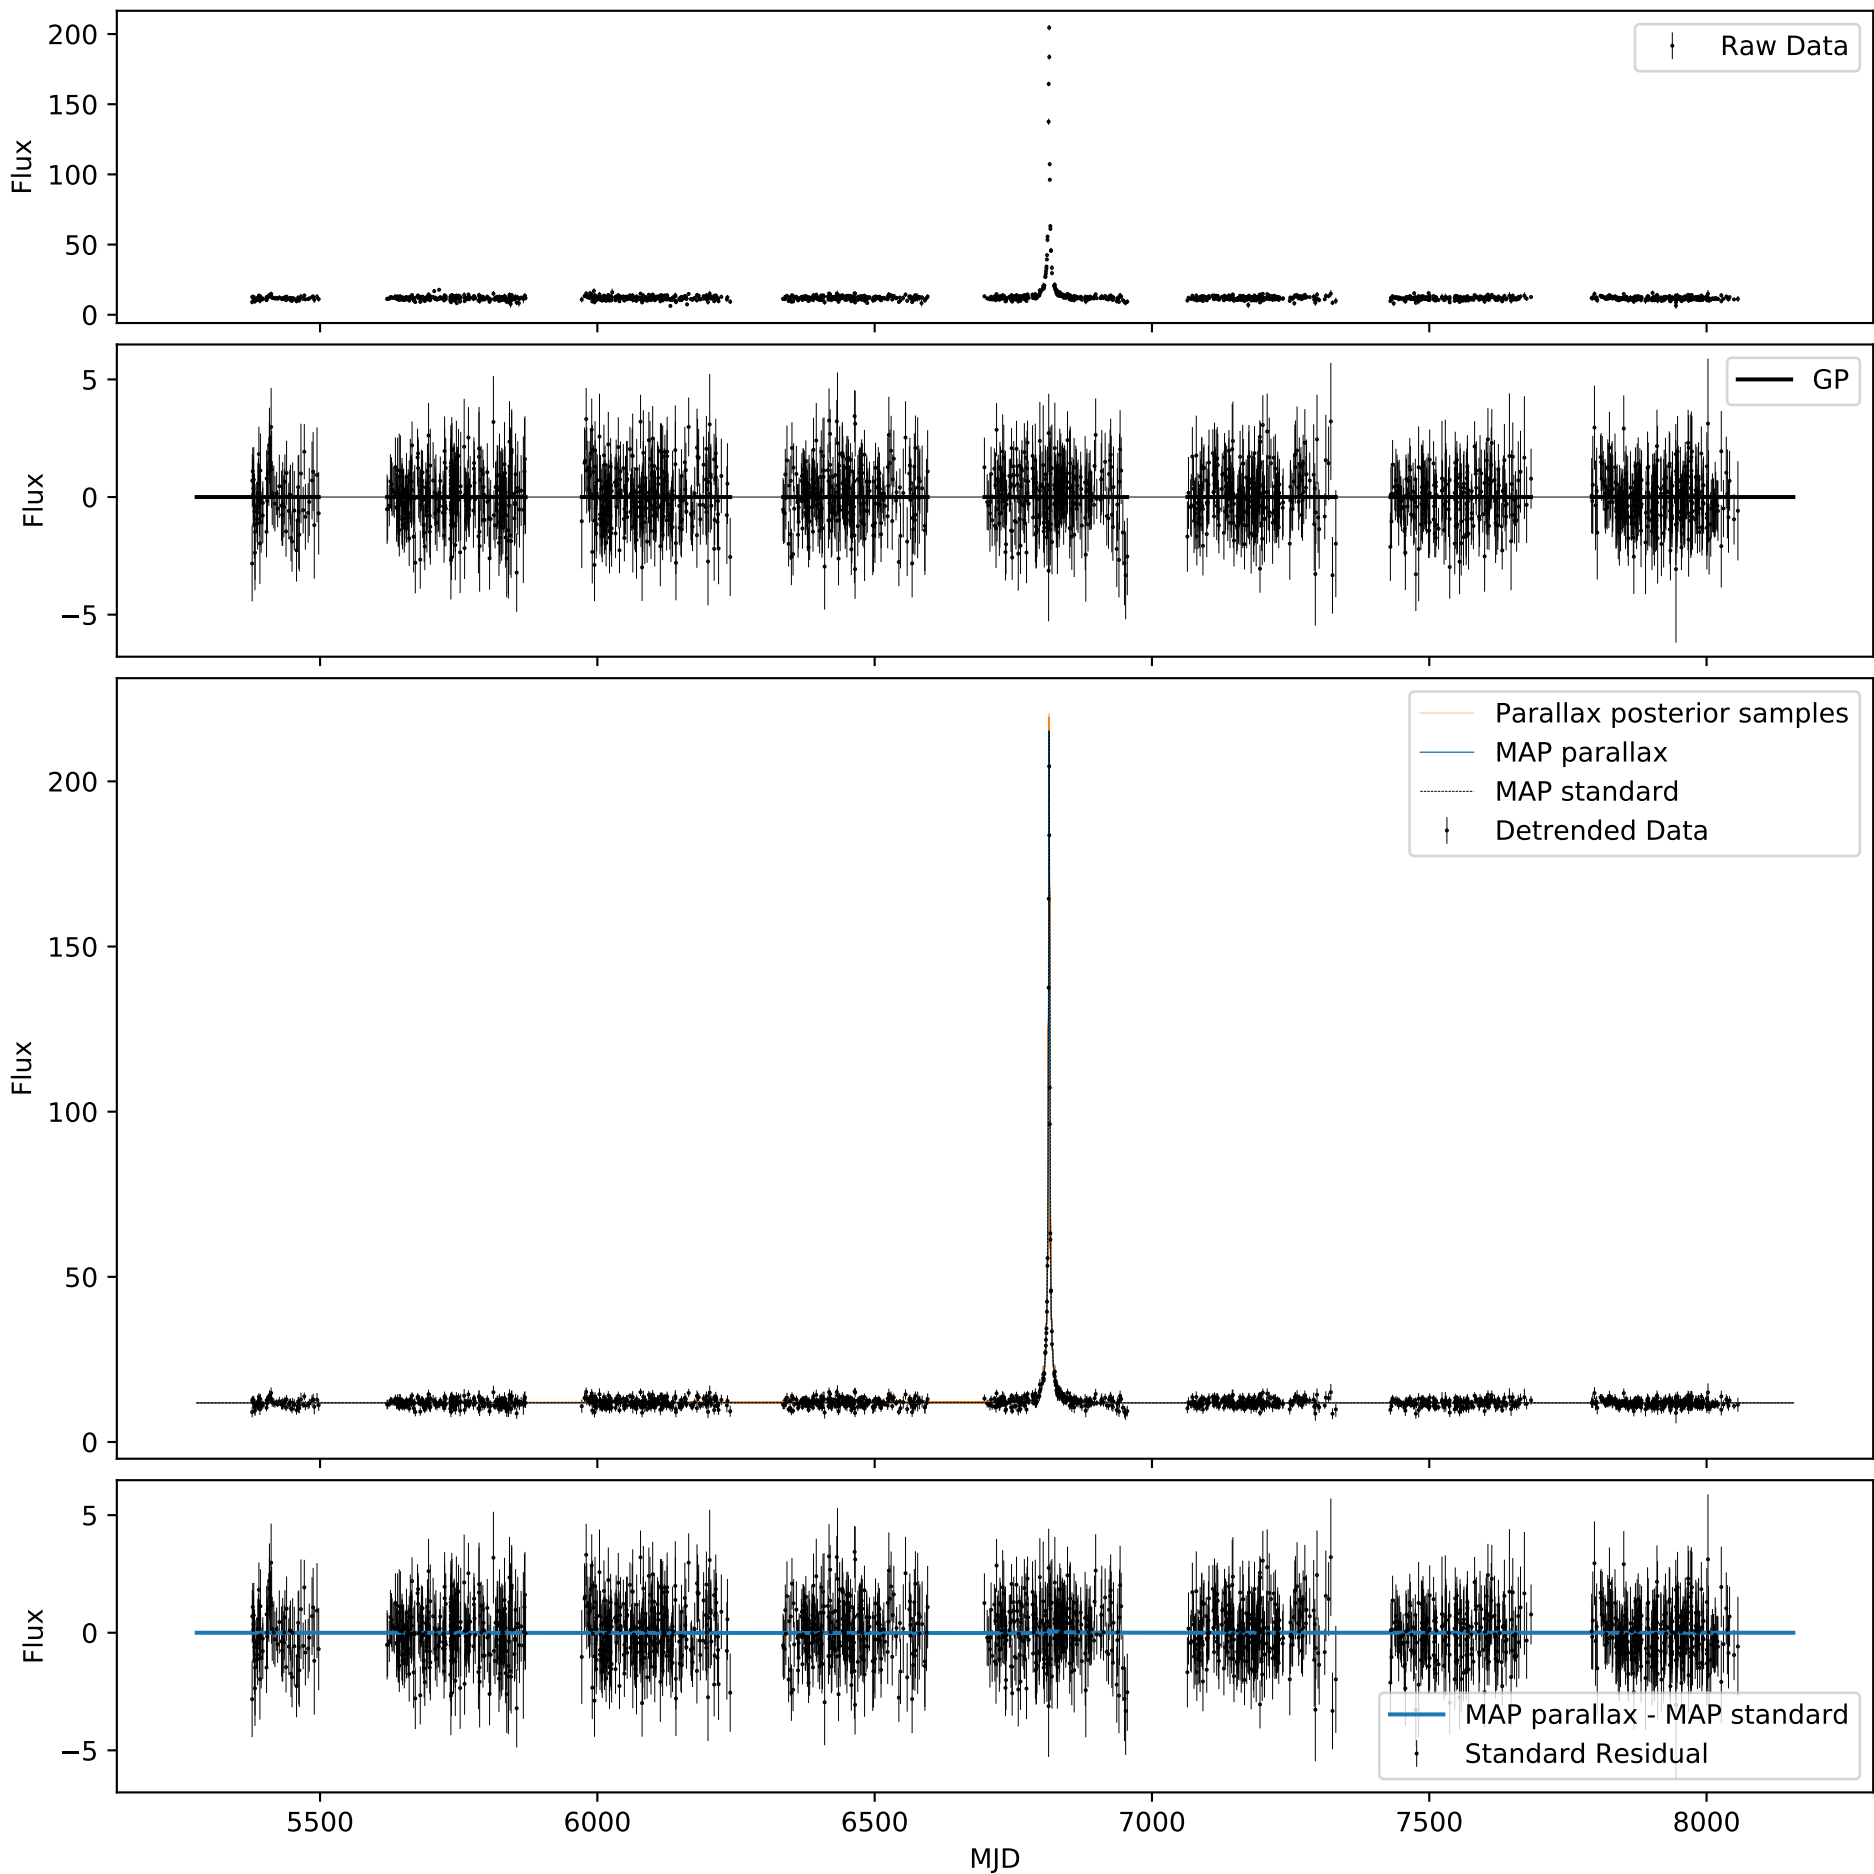 200
150
100
50
0
Flux
Raw Data
5
0
−5
Flux
GP
200
150
100
50
0
Flux
Parallax posterior samples
MAP parallax
MAP standard
Detrended Data
5
0
−5
Flux
MAP parallax - MAP standard
Standard Residual
5500 6000 6500 7000 7500 8000
MJD